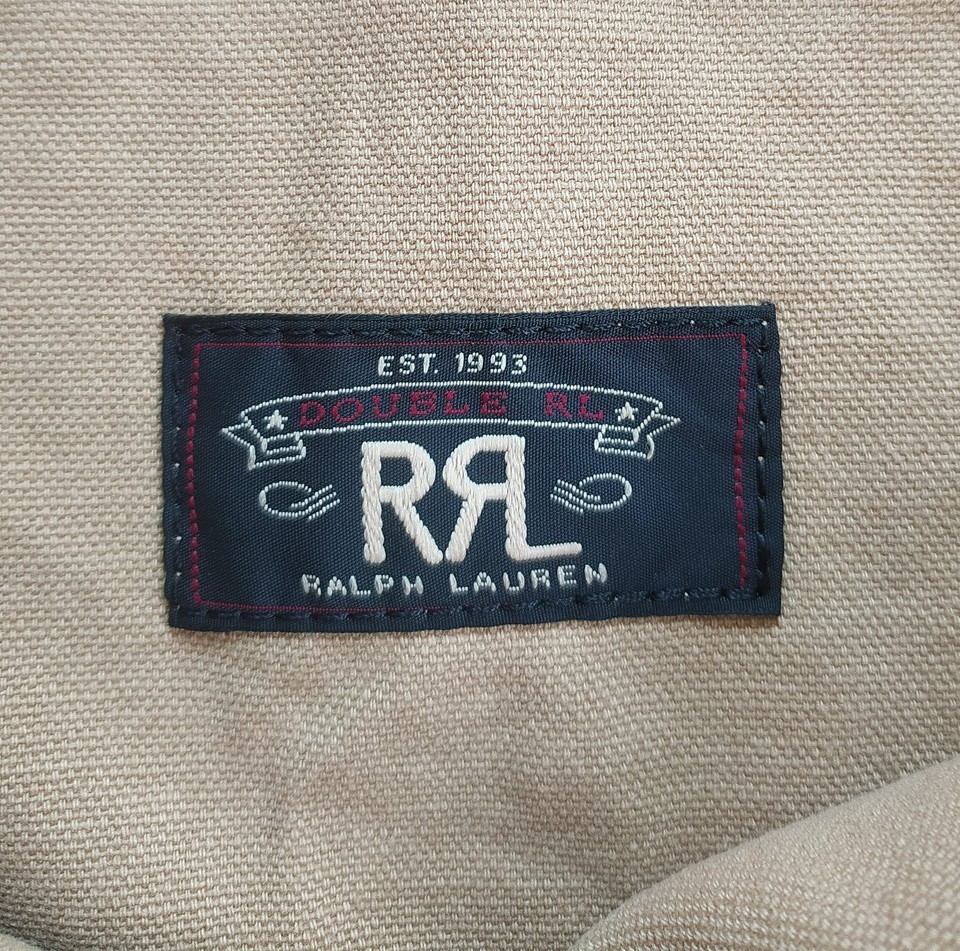 EST. 1993
DOUBLE RL
RRL
RALPH LAUREN